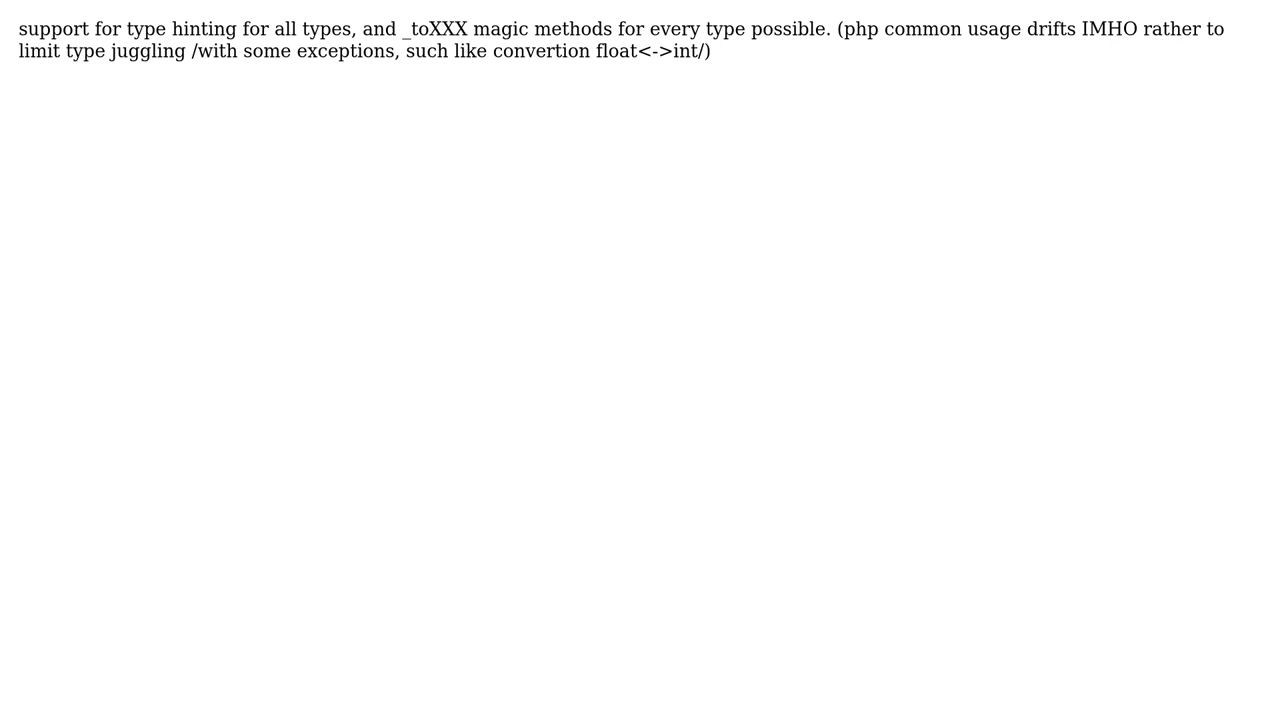 support for type hinting for all types, and _toXXX magic methods for every type possible. (php common usage drifts IMHO rather to
limit type juggling /with some exceptions, such like convertion float<->int/)